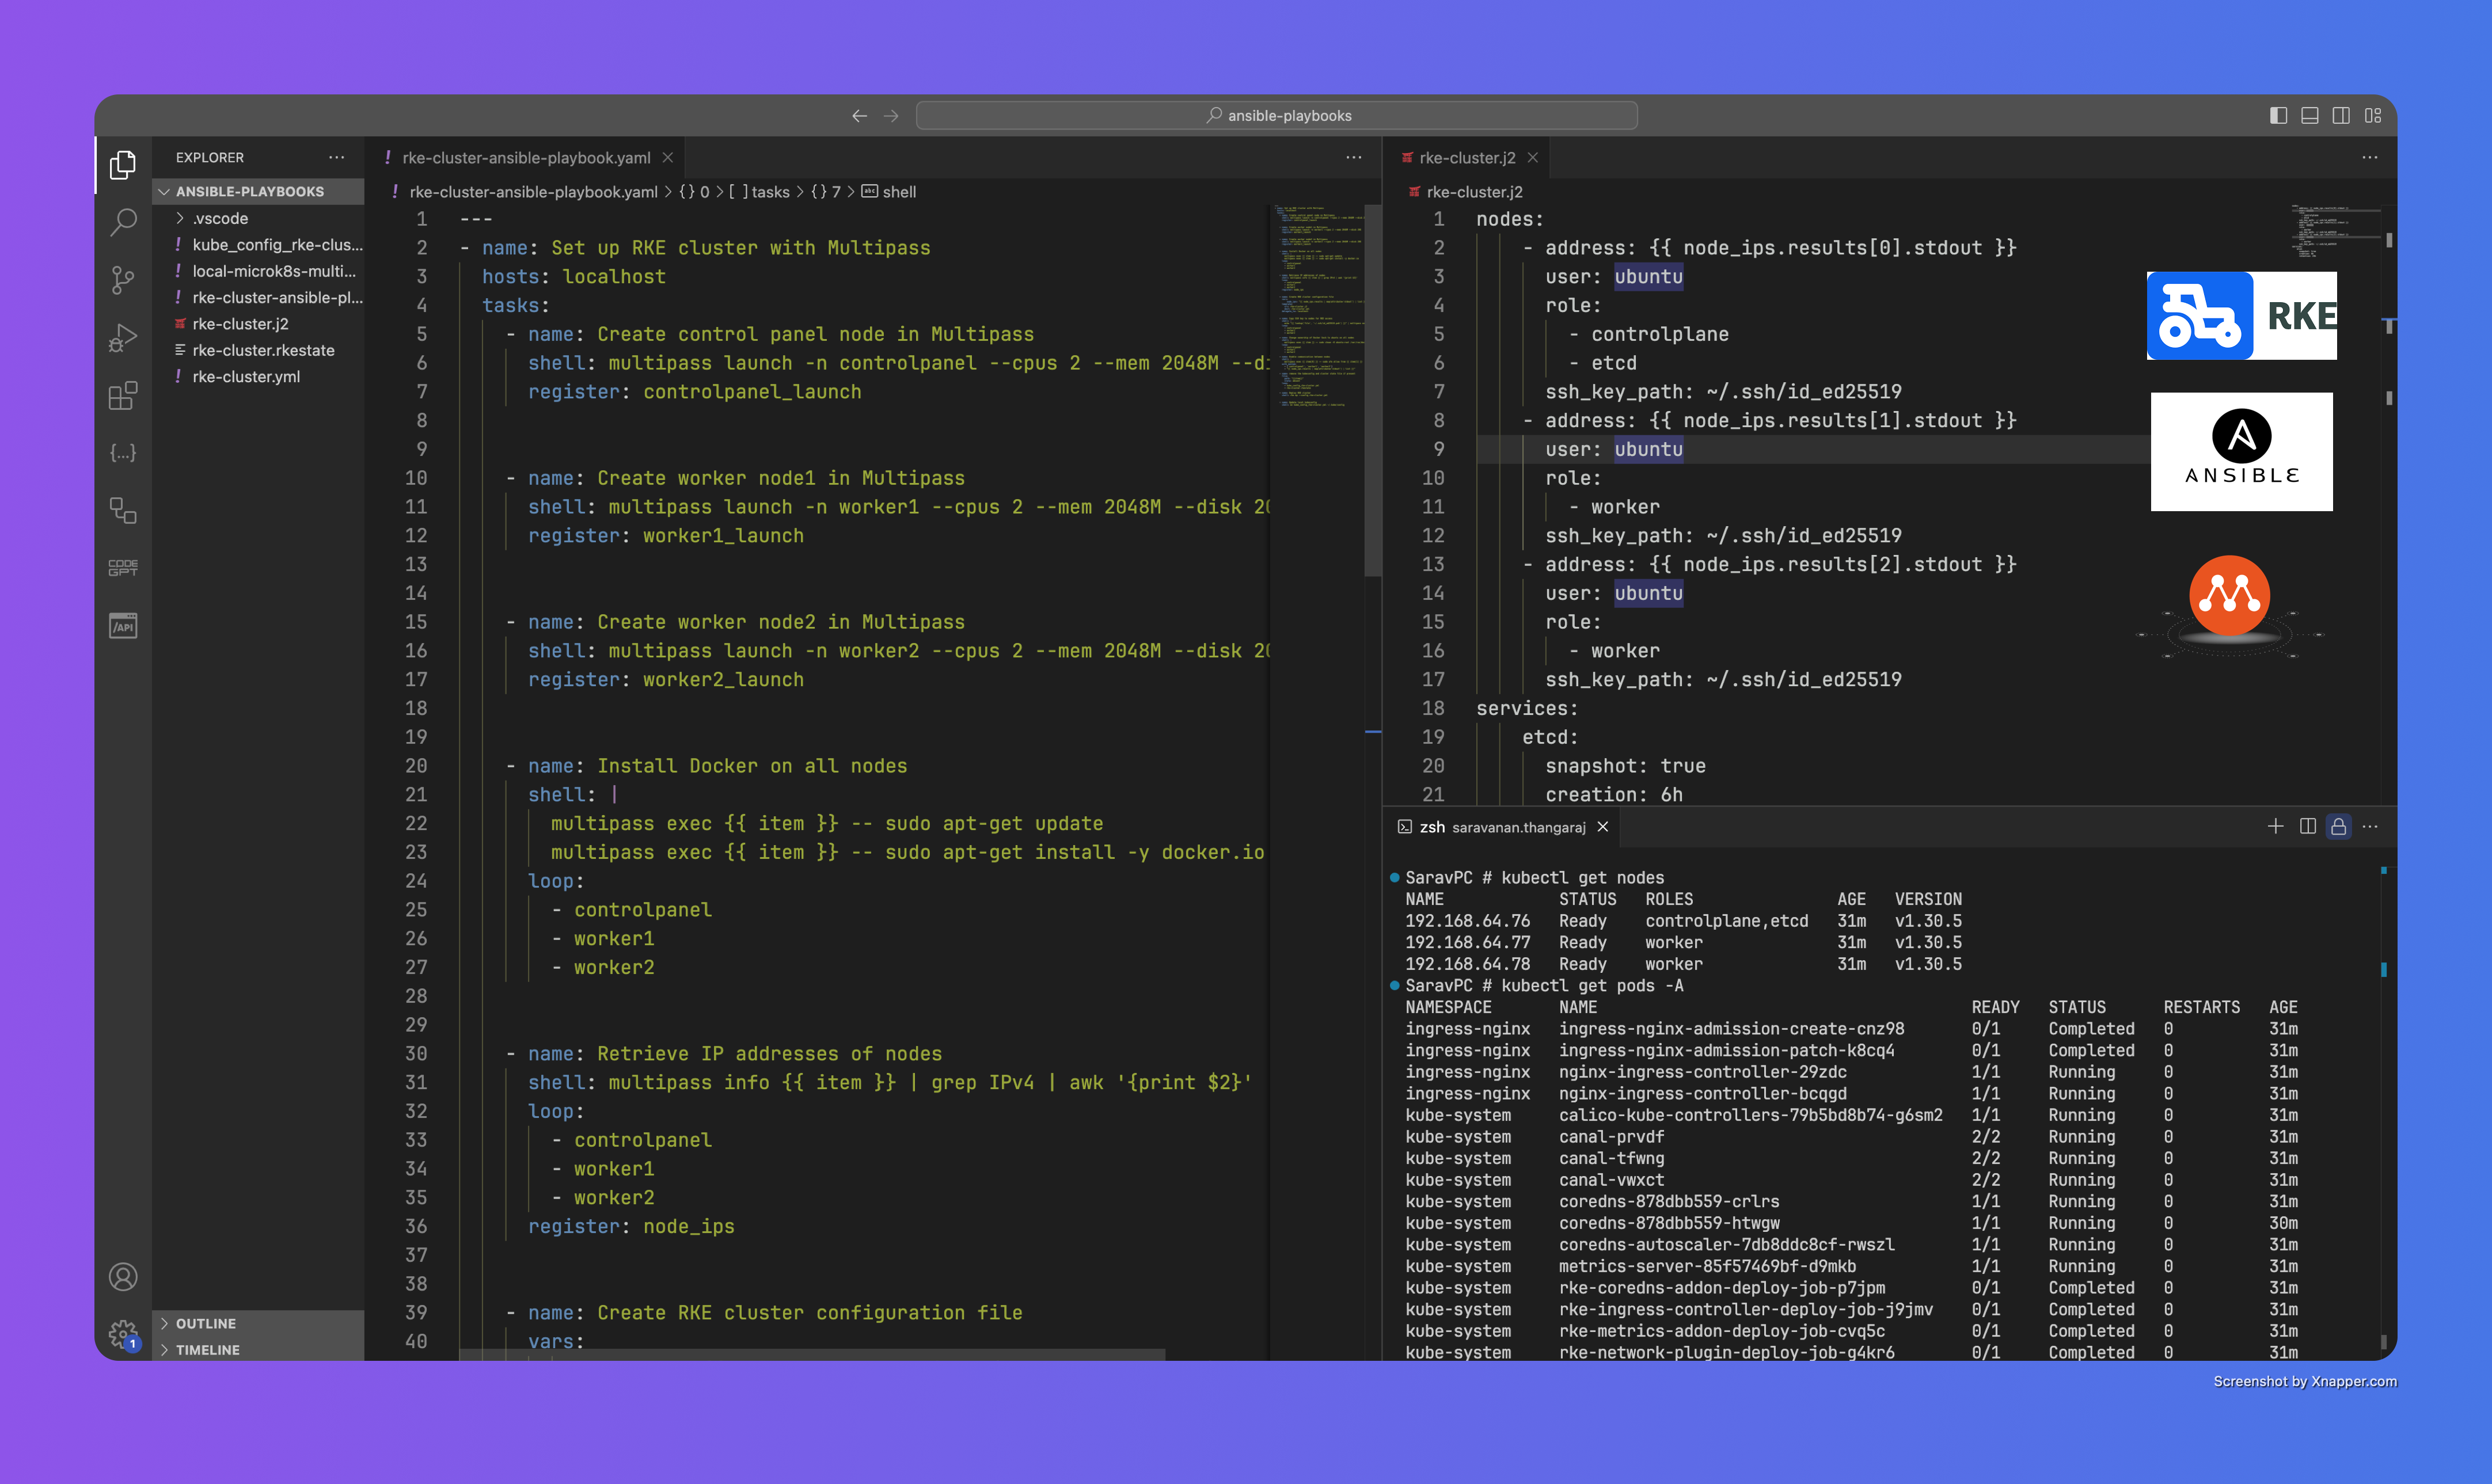 ansible-playbooks
EXPLORER
ANSIBLE-PLAYBOOKS
.vscode
kube_config_rke-clus...
local-microk8s-multi...
rke-cluster-ansible-pl...
rke-cluster.j2
rke-cluster.rkestate
rke-cluster.yml
CODE
GPT
/API
1
OUTLINE
TIMELINE
rke-cluster-ansible-playbook.yaml
rke-cluster-ansible-playbook.yaml > {} 0 > [ ] tasks > {} 7 > abc shell
1 ---
2 - name: Set up RKE cluster with Multipass
3 hosts: localhost
4 tasks:
5 - name: Create control panel node in Multipass
6 shell: multipass launch -n controlpanel --cpus 2 --mem 2048M --di
7 register: controlpanel_launch
8
9
10 - name: Create worker node1 in Multipass
11 shell: multipass launch -n worker1 --cpus 2 --mem 2048M --disk 20
12 register: worker1_launch
13
14
15 - name: Create worker node2 in Multipass
16 shell: multipass launch -n worker2 --cpus 2 --mem 2048M --disk 20
17 register: worker2_launch
18
19
20 - name: Install Docker on all nodes
21 shell: |
22 multipass exec {{ item }} -- sudo apt-get update
23 multipass exec {{ item }} -- sudo apt-get install -y docker.io
24 loop:
25 - controlpanel
26 - worker1
27 - worker2
28
29
30 - name: Retrieve IP addresses of nodes
31 shell: multipass info {{ item }} | grep IPv4 | awk '{print $2}'
32 loop:
33 - controlpanel
34 - worker1
35 - worker2
36 register: node_ips
37
38
39 - name: Create RKE cluster configuration file
40 vars:
rke-cluster.j2
rke-cluster.j2
1 nodes:
2 - address: {{ node_ips.results[0].stdout }}
3 user: ubuntu
4 role:
5 - controlplane
6 - etcd
7 ssh_key_path: ~/.ssh/id_ed25519
8 - address: {{ node_ips.results[1].stdout }}
9 user: ubuntu
10 role:
11 - worker
12 ssh_key_path: ~/.ssh/id_ed25519
13 - address: {{ node_ips.results[2].stdout }}
14 user: ubuntu
15 role:
16 - worker
17 ssh_key_path: ~/.ssh/id_ed25519
18 services:
19 etcd:
20 snapshot: true
21 creation: 6h
RKE
ANSIBLE
zsh saravanan.thangaraj
SaravPC # kubectl get nodes
NAME STATUS ROLES AGE VERSION
192.168.64.76 Ready controlplane,etcd 31m v1.30.5
192.168.64.77 Ready worker 31m v1.30.5
192.168.64.78 Ready worker 31m v1.30.5
SaravPC # kubectl get pods -A
NAMESPACE NAME READY STATUS RESTARTS AGE
ingress-nginx ingress-nginx-admission-create-cnz98 0/1 Completed 0 31m
ingress-nginx ingress-nginx-admission-patch-k8cq4 0/1 Completed 0 31m
ingress-nginx nginx-ingress-controller-29zdc 1/1 Running 0 31m
ingress-nginx nginx-ingress-controller-bcqgd 1/1 Running 0 31m
kube-system calico-kube-controllers-79b5bd8b74-g6sm2 1/1 Running 0 31m
kube-system canal-prvdf 2/2 Running 0 31m
kube-system canal-tfwng 2/2 Running 0 31m
kube-system canal-vwxct 2/2 Running 0 31m
kube-system coredns-878dbb559-crlrs 1/1 Running 0 31m
kube-system coredns-878dbb559-htwgw 1/1 Running 0 30m
kube-system coredns-autoscaler-7db8ddc8cf-rwszl 1/1 Running 0 31m
kube-system metrics-server-85f57469bf-d9mkb 1/1 Running 0 31m
kube-system rke-coredns-addon-deploy-job-p7jpm 0/1 Completed 0 31m
kube-system rke-ingress-controller-deploy-job-j9jmv 0/1 Completed 0 31m
kube-system rke-metrics-addon-deploy-job-cvq5c 0/1 Completed 0 31m
kube-system rke-network-plugin-deploy-job-g4kr6 0/1 Completed 0 31m
Screenshot by Xnapper.com